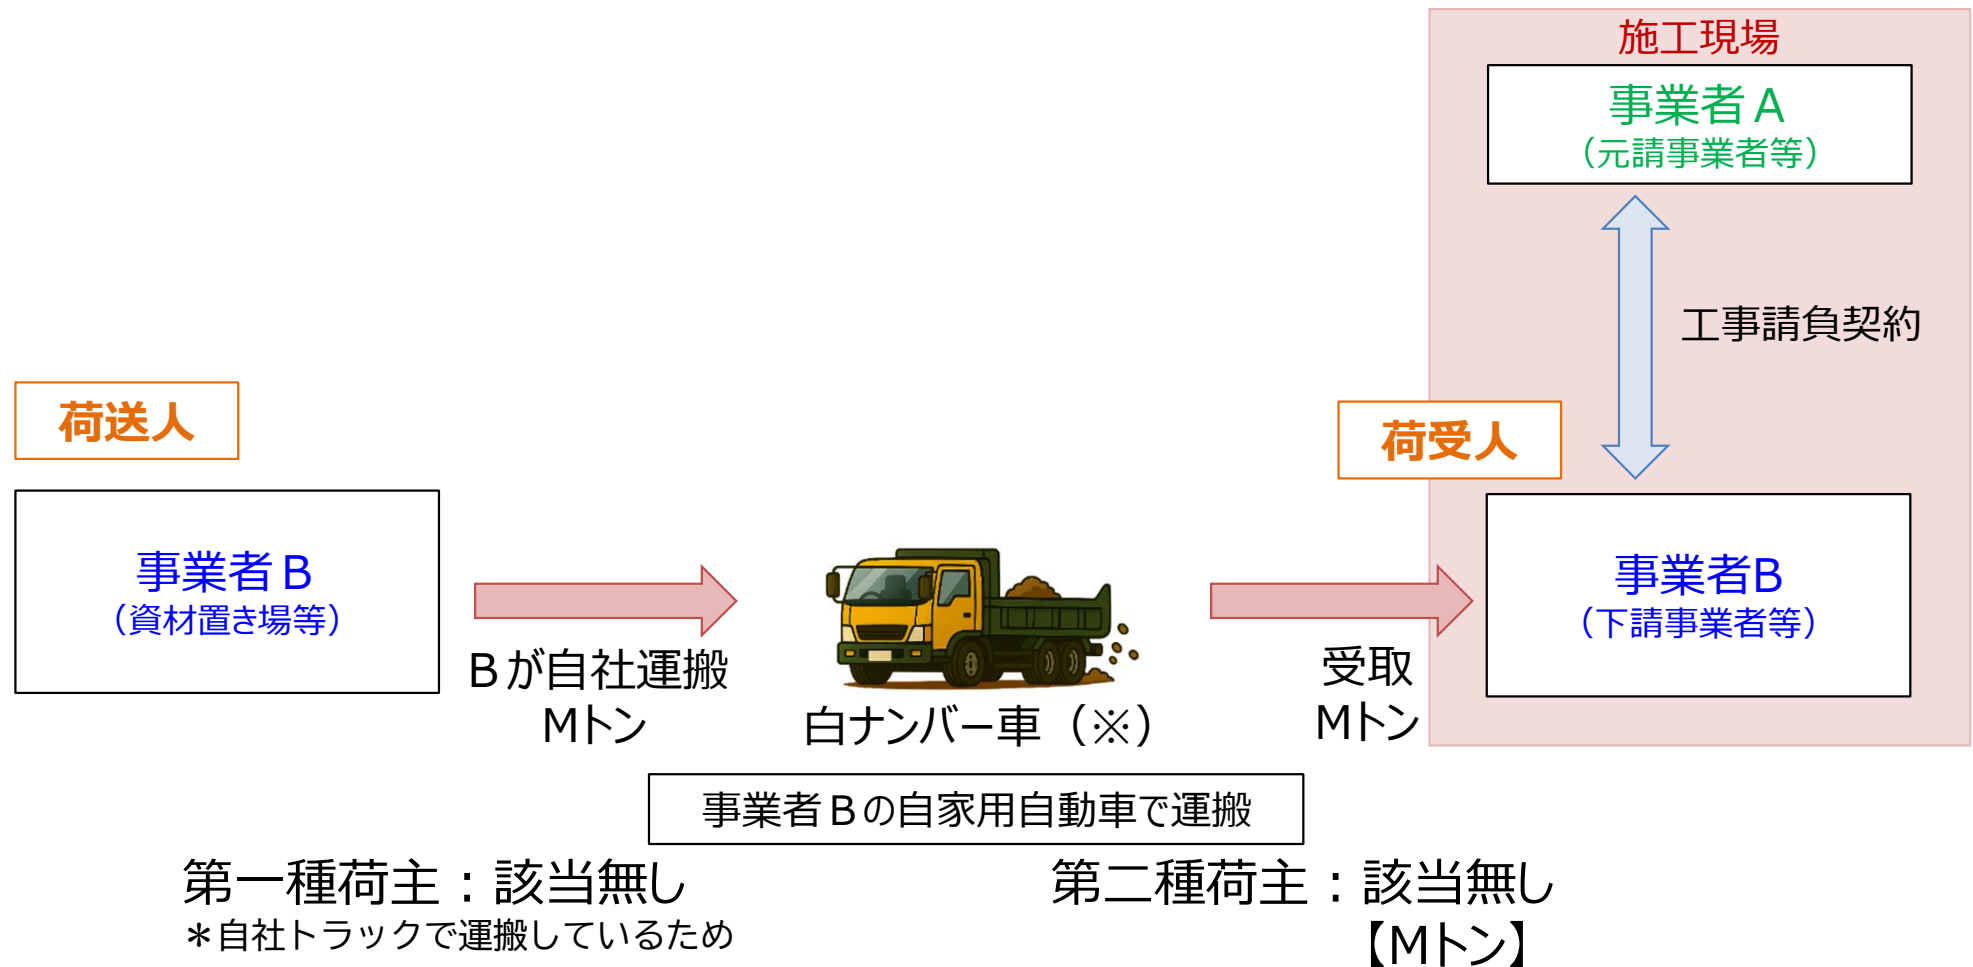 施工現場
事業者A
（元請事業者等）
工事請負契約
荷送人
荷受人
事業者B
（資材置き場等）
Bが自社運搬
Mトン
白ナンバー車（※）
受取
Mトン
事業者B
（下請事業者等）
事業者Bの自家用自動車で運搬
第一種荷主：該当無し
＊自社トラックで運搬しているため
第二種荷主：該当無し
【Mトン】